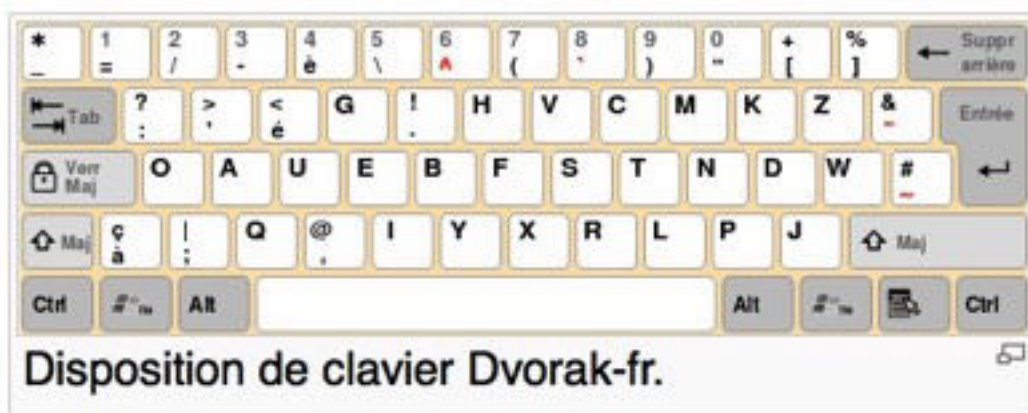 * 1 2 3 4 5 6 7 8 9 0 + % Suppr
_ = / - è \ ^ ( ` ) " [ ] arrière
Tab ? > < G ! H V C M K Z & Entrée
: ' é .
Verr O A U E B F S T N D W #
Maj ~
Maj ç | Q @ I Y X R L P J Maj
à ; ,
Ctrl Alt Alt Ctrl
Disposition de clavier Dvorak-fr.